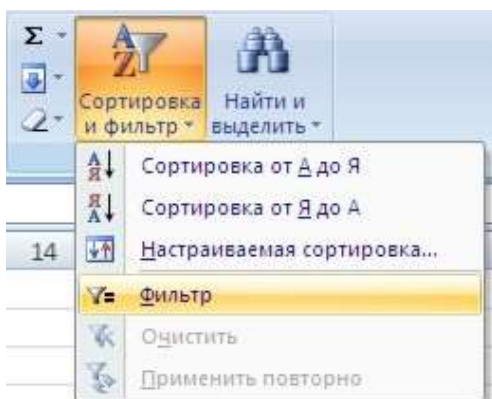 Σ
Сортировка и фильтр
Найти и выделить
Сортировка от А до Я
Сортировка от Я до А
14
Настраиваемая сортировка...
Фильтр
Очистить
Применить повторно